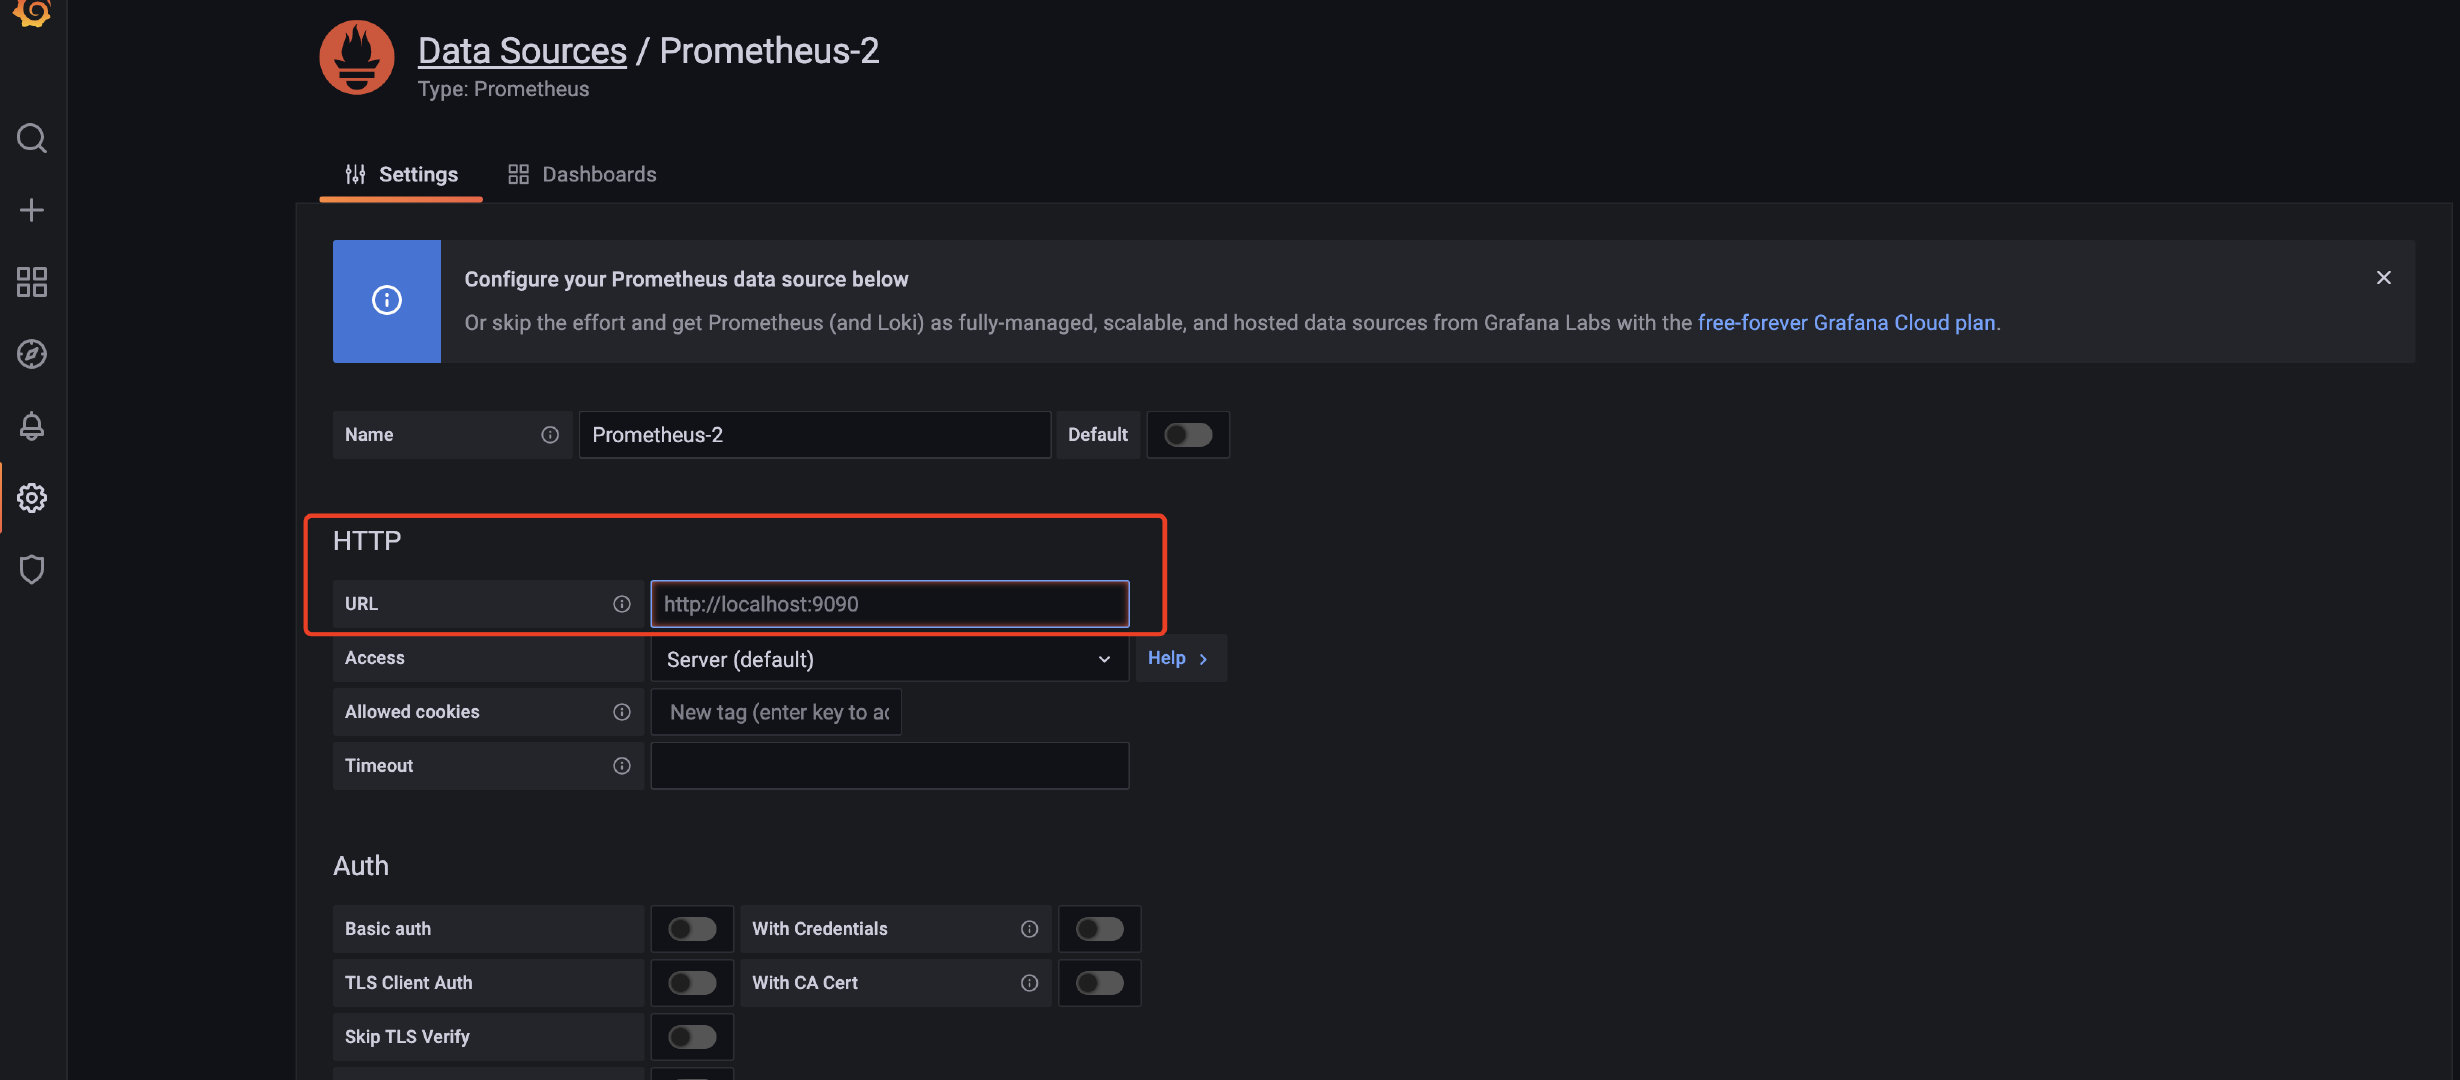 Data Sources / Prometheus-2
Type: Prometheus
Settings
Dashboards
Configure your Prometheus data source below
Or skip the effort and get Prometheus (and Loki) as fully-managed, scalable, and hosted data sources from Grafana Labs with the free-forever Grafana Cloud plan.
Name
Prometheus-2
Default
HTTP
URL
http://localhost:9090
Access
Server (default)
Help
Allowed cookies
New tag (enter key to ac
Timeout
Auth
Basic auth
With Credentials
TLS Client Auth
With CA Cert
Skip TLS Verify